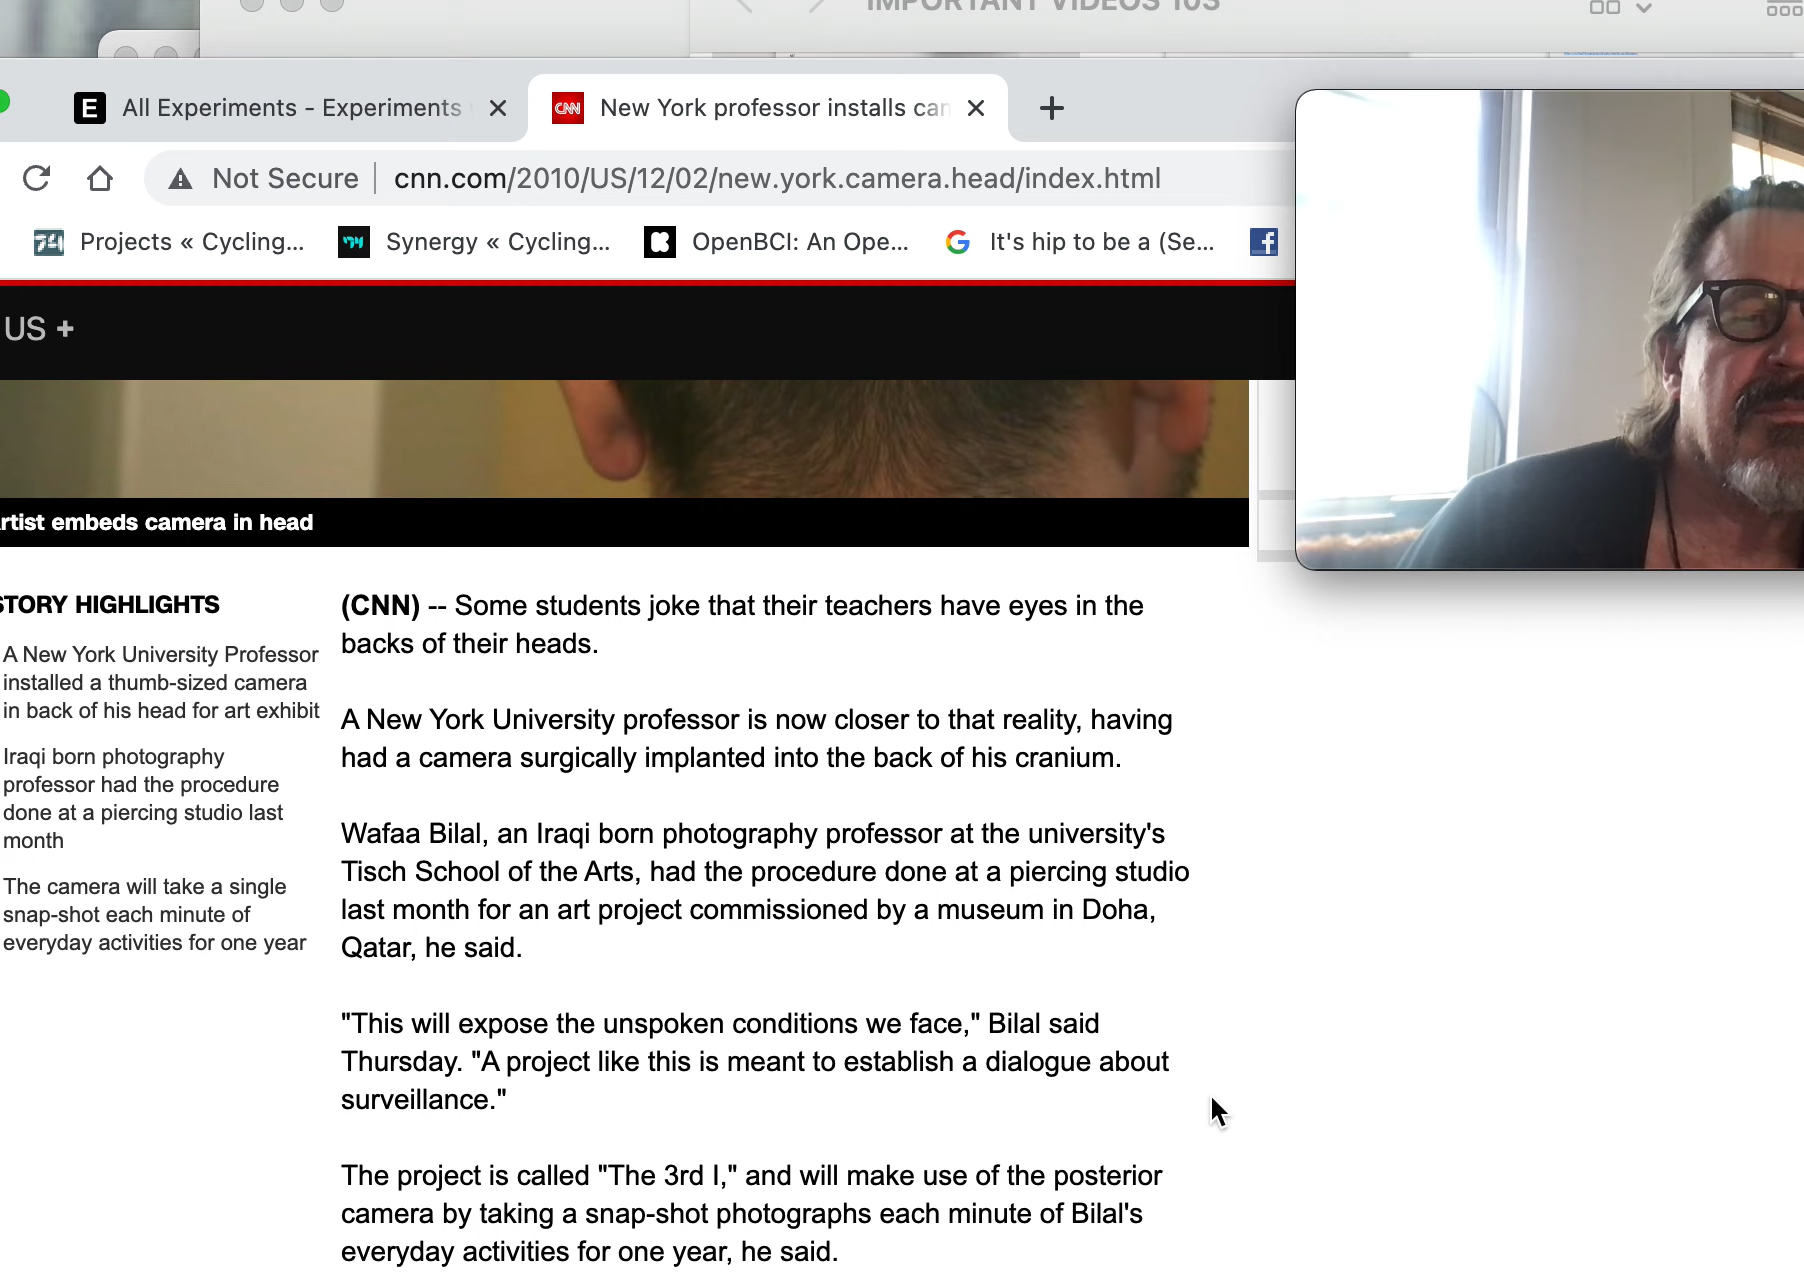 IMPORTANT VIDEOS 103
E All Experiments - Experiments
CNN New York professor installs can
Not Secure cnn.com/2010/US/12/02/new.york.camera.head/index.html
74 Projects « Cycling...
'74 Synergy « Cycling...
K OpenBCI: An Ope...
G It's hip to be a (Se...
f
US +
rtist embeds camera in head
STORY HIGHLIGHTS
A New York University Professor
installed a thumb-sized camera
in back of his head for art exhibit
Iraqi born photography
professor had the procedure
done at a piercing studio last
month
The camera will take a single
snap-shot each minute of
everyday activities for one year
(CNN) -- Some students joke that their teachers have eyes in the
backs of their heads.
A New York University professor is now closer to that reality, having
had a camera surgically implanted into the back of his cranium.
Wafaa Bilal, an Iraqi born photography professor at the university's
Tisch School of the Arts, had the procedure done at a piercing studio
last month for an art project commissioned by a museum in Doha,
Qatar, he said.
"This will expose the unspoken conditions we face," Bilal said
Thursday. "A project like this is meant to establish a dialogue about
surveillance."
The project is called "The 3rd I," and will make use of the posterior
camera by taking a snap-shot photographs each minute of Bilal's
everyday activities for one year, he said.